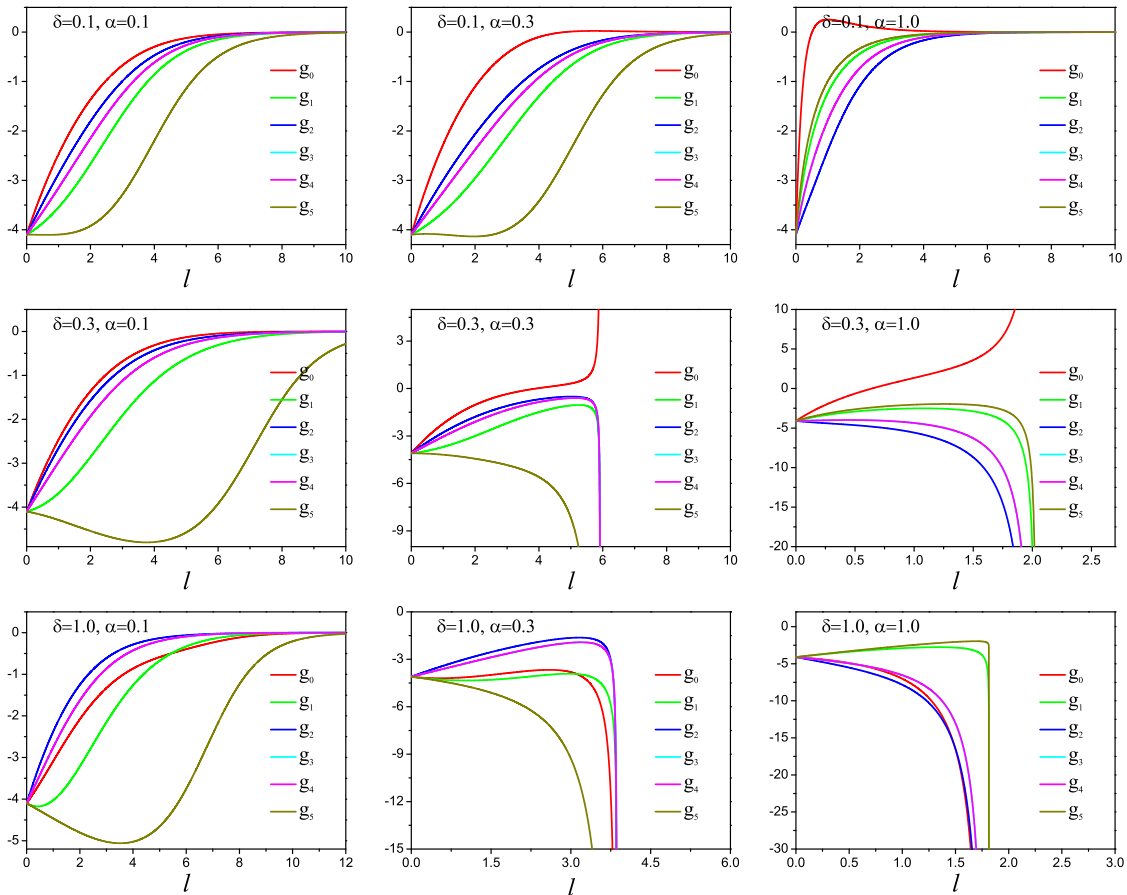 δ=0.1, α=0.1
0
-1
-2
-3
-4
g₀
g₁
g₂
g₃
g₄
g₅
0 2 4 6 8 10
l
δ=0.1, α=0.3
0
-1
-2
-3
-4
g₀
g₁
g₂
g₃
g₄
g₅
0 2 4 6 8 10
l
δ=0.1, α=1.0
0
-1
-2
-3
-4
g₀
g₁
g₂
g₃
g₄
g₅
0 2 4 6 8 10
l
δ=0.3, α=0.1
0
-1
-2
-3
-4
g₀
g₁
g₂
g₃
g₄
g₅
0 2 4 6 8 10
l
δ=0.3, α=0.3
3
0
-3
-6
-9
g₀
g₁
g₂
g₃
g₄
g₅
0 2 4 6 8 10
l
δ=0.3, α=1.0
10
5
0
-5
-10
-15
-20
g₀
g₁
g₂
g₃
g₄
g₅
0.0 0.5 1.0 1.5 2.0 2.5
l
δ=1.0, α=0.1
0
-1
-2
-3
-4
-5
g₀
g₁
g₂
g₃
g₄
g₅
0 2 4 6 8 10 12
l
δ=1.0, α=0.3
0
-3
-6
-9
-12
-15
g₀
g₁
g₂
g₃
g₄
g₅
0.0 1.5 3.0 4.5 6.0
l
δ=1.0, α=1.0
0
-5
-10
-15
-20
-25
-30
g₀
g₁
g₂
g₃
g₄
g₅
0.0 0.5 1.0 1.5 2.0 2.5 3.0
l